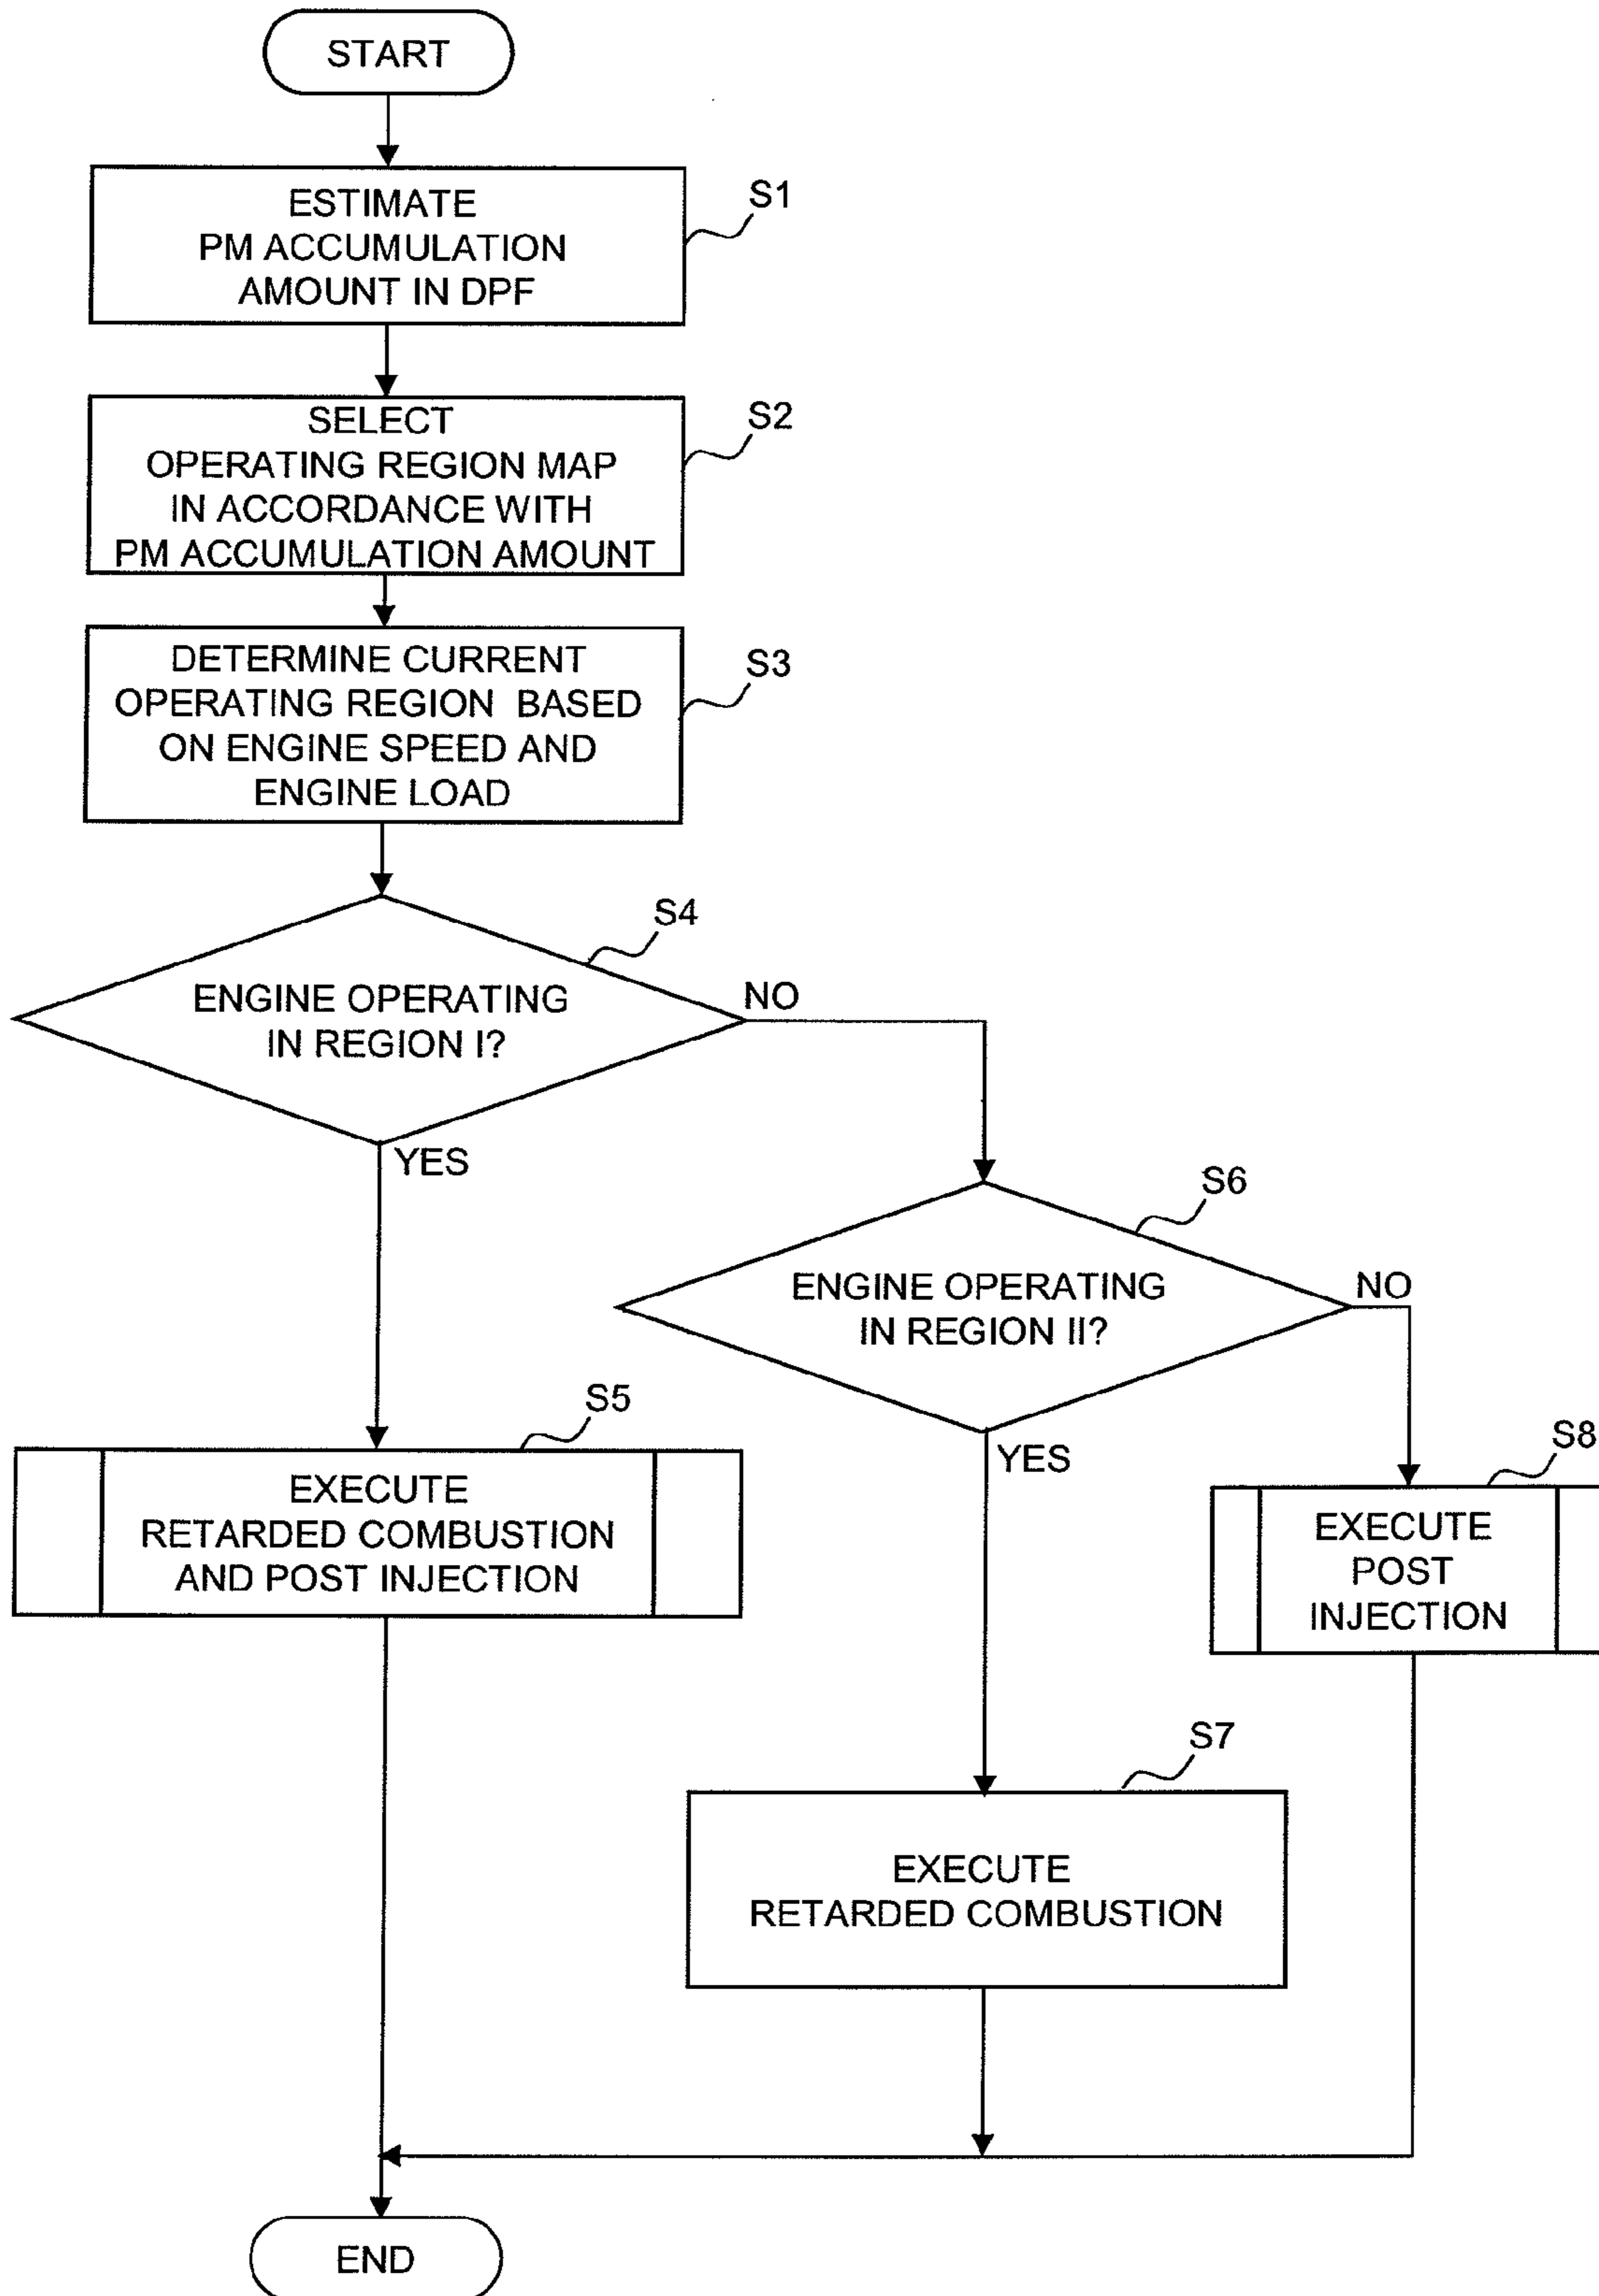 START
ESTIMATE
PM ACCUMULATION
AMOUNT IN DPF
S1
SELECT
OPERATING REGION MAP
IN ACCORDANCE WITH
PM ACCUMULATION AMOUNT
S2
DETERMINE CURRENT
OPERATING REGION BASED
ON ENGINE SPEED AND
ENGINE LOAD
S3
S4
ENGINE OPERATING
IN REGION I?
NO
YES
S6
ENGINE OPERATING
IN REGION II?
NO
YES
S5
EXECUTE
RETARDED COMBUSTION
AND POST INJECTION
S8
EXECUTE
POST
INJECTION
S7
EXECUTE
RETARDED COMBUSTION
END